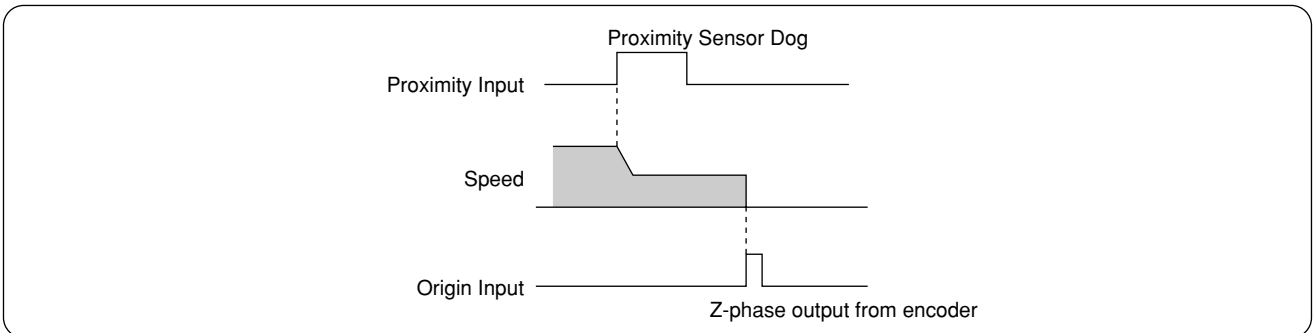 Proximity Sensor Dog
Proximity Input
Speed
Origin Input
Z-phase output from encoder